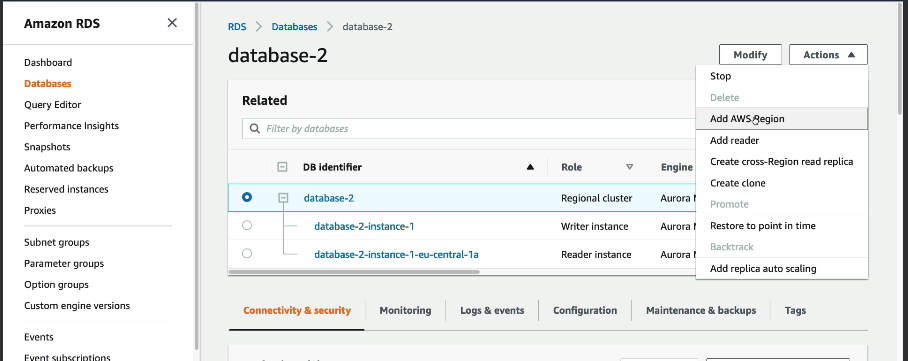 Amazon RDS
Dashboard
Databases
Query Editor
Performance Insights
Snapshots
Automated backups
Reserved instances
Proxies
Subnet groups
Parameter groups
Option groups
Custom engine versions
Events
Event subscriptions
RDS > Databases > database-2
database-2
Modify
Actions
Stop
Delete
Add AWS Region
Add reader
Create cross-Region read replica
Create clone
Promote
Restore to point in time
Backtrack
Add replica auto scaling
Related
Filter by databases
DB identifier Role Engine
database-2 Regional cluster Aurora
database-2-instance-1 Writer instance Aurora
database-2-instance-1-eu-central-1a Reader instance Aurora
Connectivity & security Monitoring Logs & events Configuration Maintenance & backups Tags